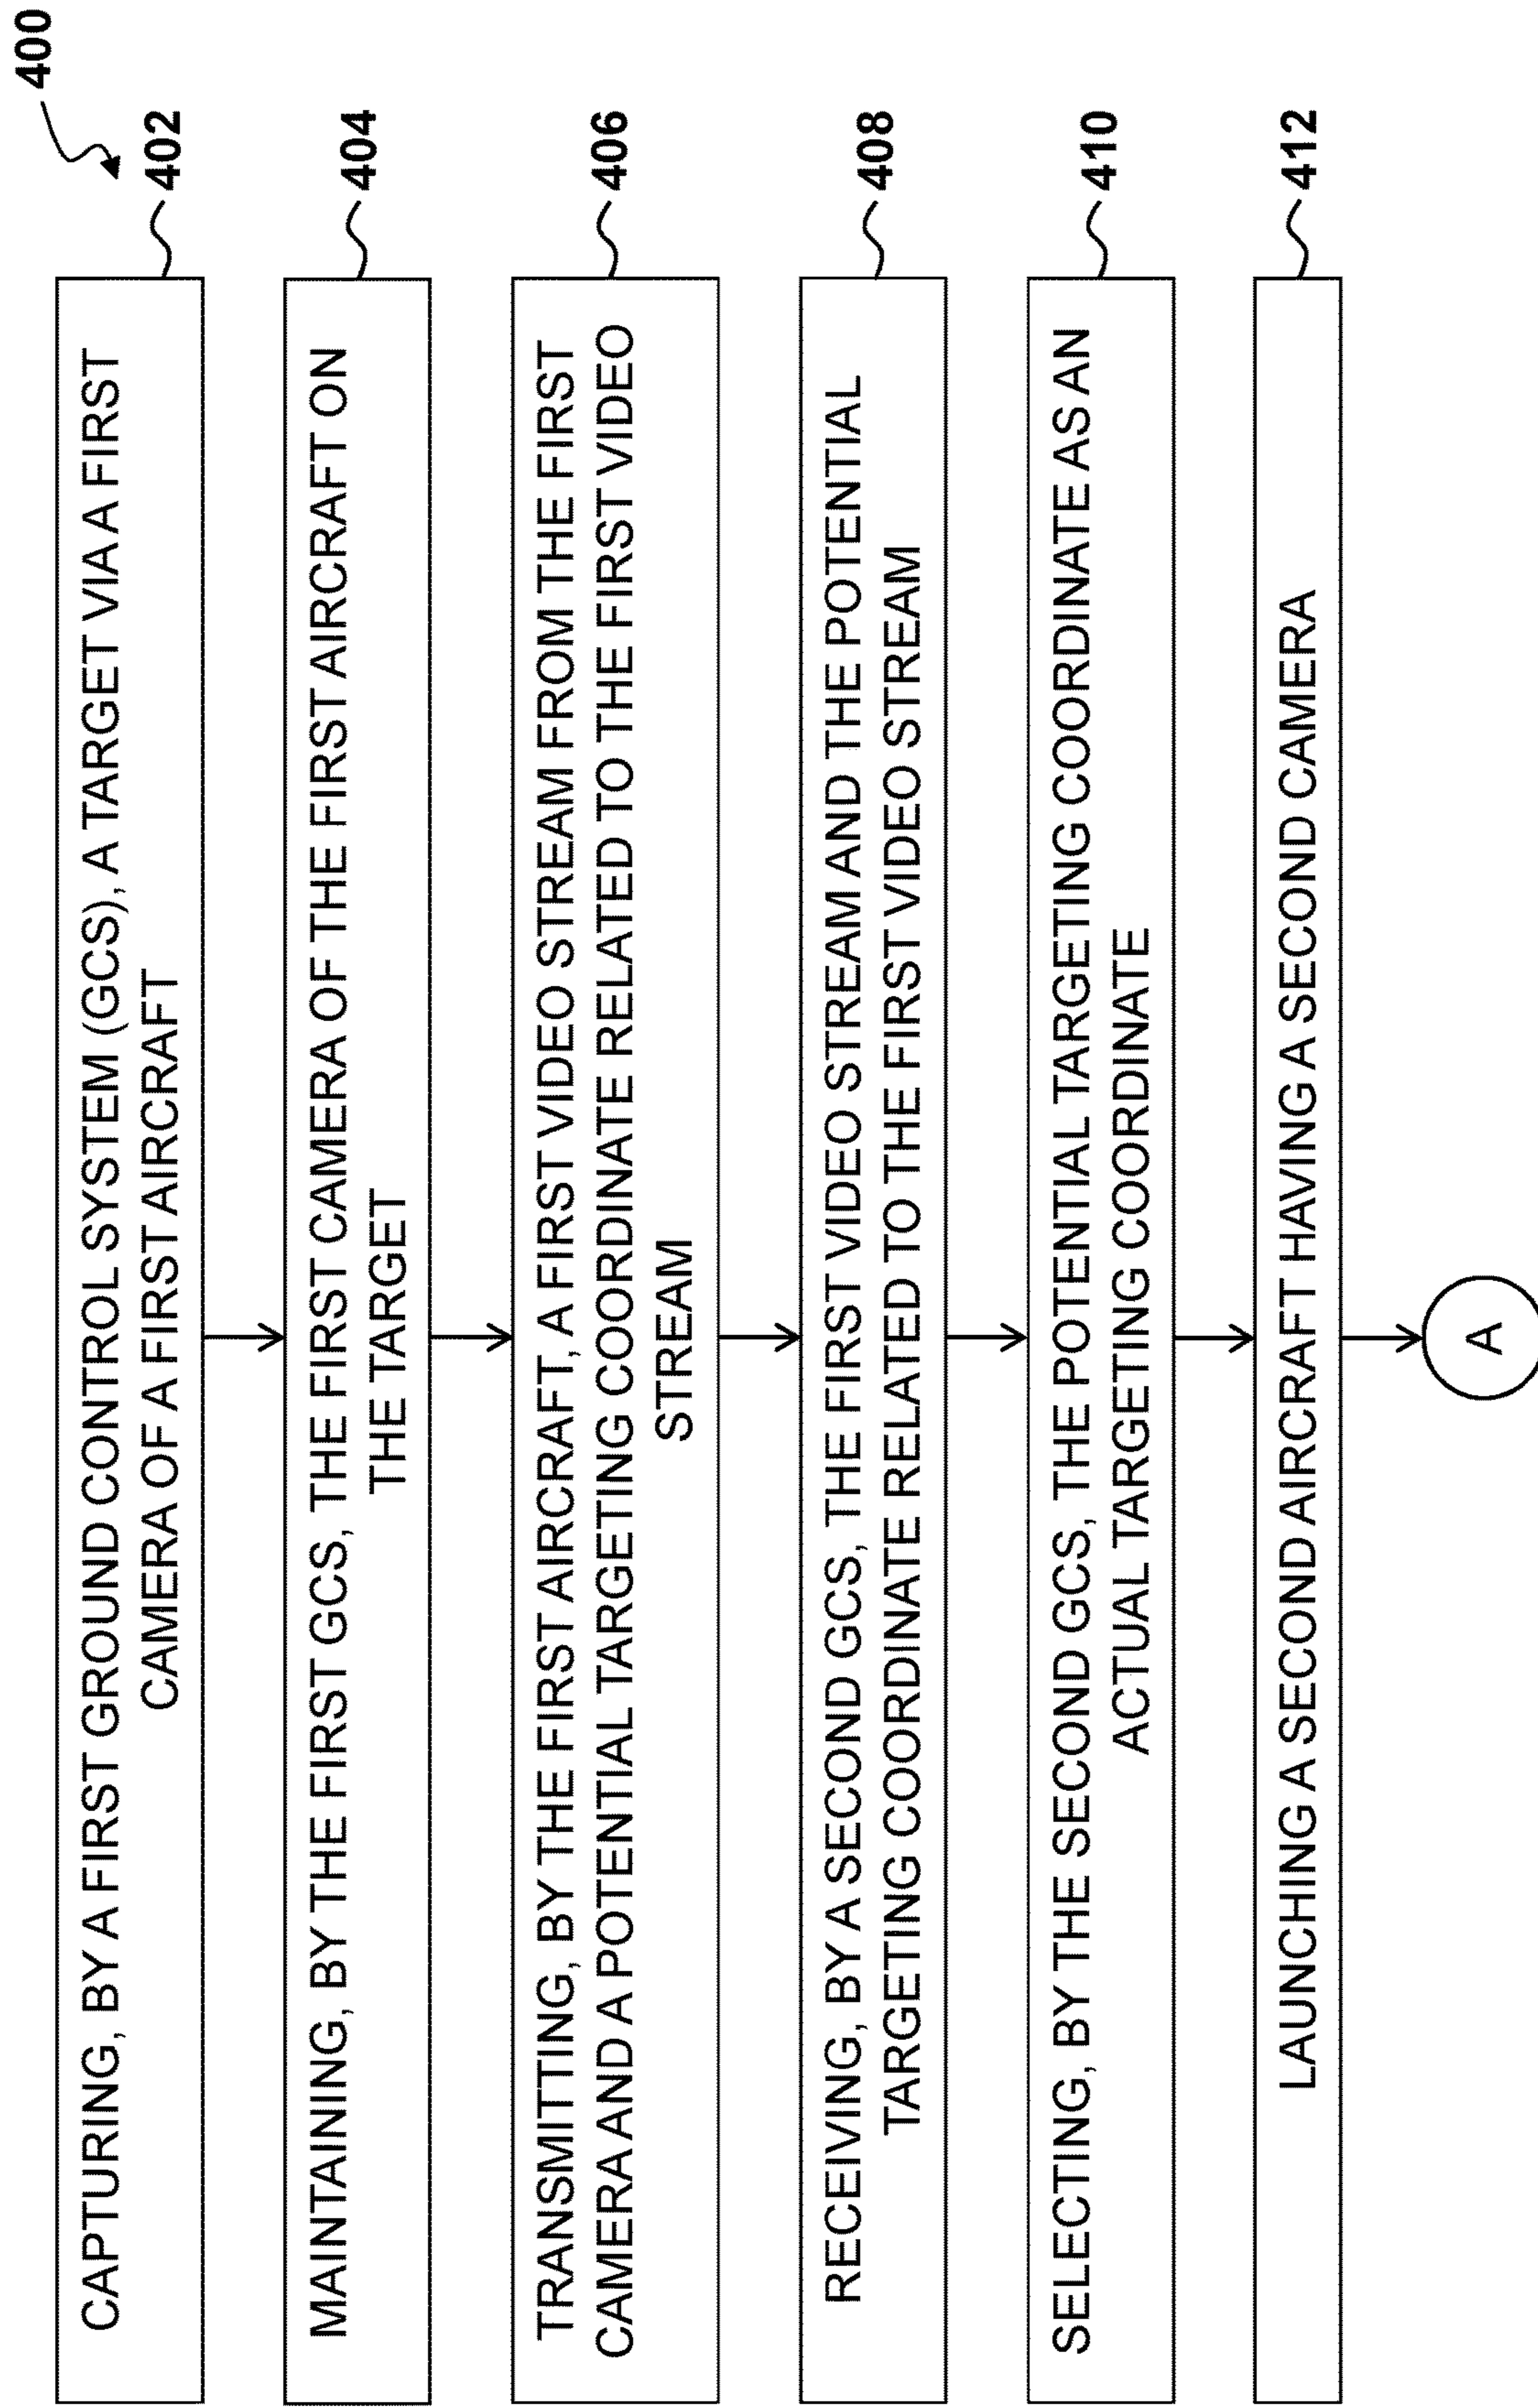 400
CAPTURING, BY A FIRST GROUND CONTROL SYSTEM (GCS), A TARGET VIA A FIRST
CAMERA OF A FIRST AIRCRAFT
402
MAINTAINING, BY THE FIRST GCS, THE FIRST CAMERA OF THE FIRST AIRCRAFT ON
THE TARGET
404
TRANSMITTING, BY THE FIRST AIRCRAFT, A FIRST VIDEO STREAM FROM THE FIRST
CAMERA AND A POTENTIAL TARGETING COORDINATE RELATED TO THE FIRST VIDEO
STREAM
406
RECEIVING, BY A SECOND GCS, THE FIRST VIDEO STREAM AND THE POTENTIAL
TARGETING COORDINATE RELATED TO THE FIRST VIDEO STREAM
408
SELECTING, BY THE SECOND GCS, THE POTENTIAL TARGETING COORDINATE AS AN
ACTUAL TARGETING COORDINATE
410
LAUNCHING A SECOND AIRCRAFT HAVING A SECOND CAMERA
412
A